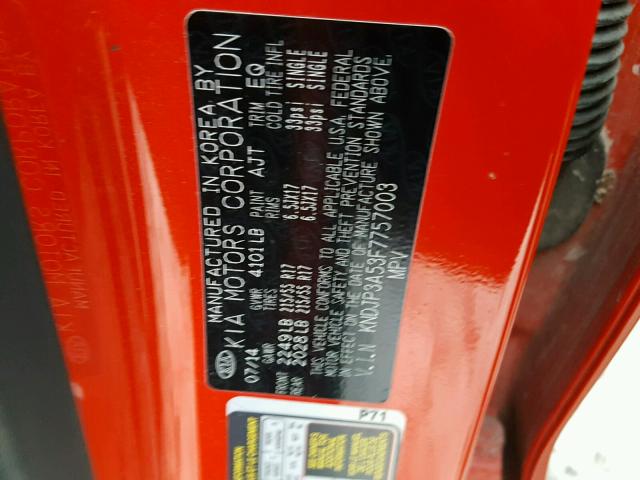 MANUFACTURED IN KOREA BY
KIA MOTORS CORPORATION
07/14 GVWR 4101LB PAINT AJT TRIM EQ
GAWR TIRES RIMS COLD TIRE INFL
FRONT 2249LB 215/55 R17 6.5JX17 33psi SINGLE
REAR 2028LB 215/55 R17 6.5JX17 33psi SINGLE
THIS VEHICLE CONFORMS TO ALL APPLICABLE U.S.A. FEDERAL
MOTOR VEHICLE SAFETY AND THEFT PREVENTION STANDARDS
IN EFFECT ON THE DATE OF MANUFACTURE SHOWN ABOVE.
V.I.N KNDJP3A53F7757003
MPV
KIA
P71